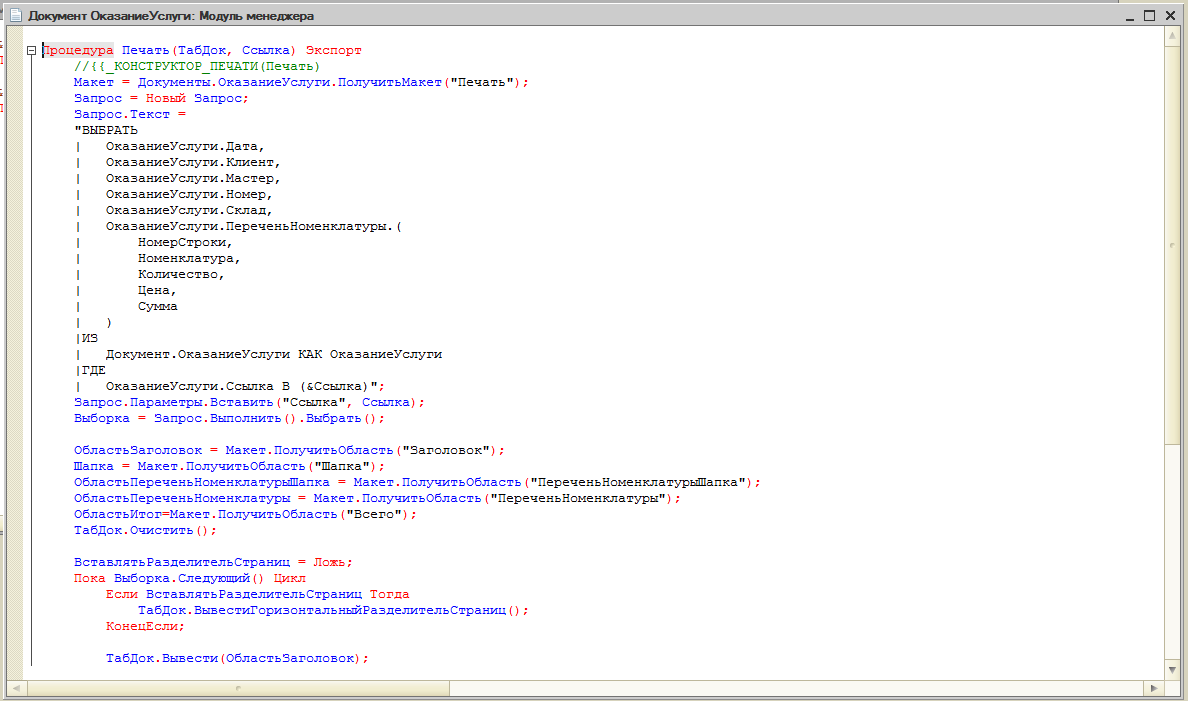 Документ ОказаниеУслуги: Модуль менеджера
Процедура Печать(ТабДок, Ссылка) Экспорт
//{{_КОНСТРУКТОР_ПЕЧАТИ(Печать)
Макет = Документы.ОказаниеУслуги.ПолучитьМакет("Печать");
Запрос = Новый Запрос;
Запрос.Текст =
"ВЫБРАТЬ
|	ОказаниеУслуги.Дата,
|	ОказаниеУслуги.Клиент,
|	ОказаниеУслуги.Мастер,
|	ОказаниеУслуги.Номер,
|	ОказаниеУслуги.Склад,
|	ОказаниеУслуги.ПереченьНоменклатуры.(
|		НомерСтроки,
|		Номенклатура,
|		Количество,
|		Цена,
|		Сумма
|	)
|ИЗ
|	Документ.ОказаниеУслуги КАК ОказаниеУслуги
|ГДЕ
|	ОказаниеУслуги.Ссылка В (&Ссылка)";
Запрос.Параметры.Вставить("Ссылка", Ссылка);
Выборка = Запрос.Выполнить().Выбрать();
ОбластьЗаголовок = Макет.ПолучитьОбласть("Заголовок");
Шапка = Макет.ПолучитьОбласть("Шапка");
ОбластьПереченьНоменклатурыШапка = Макет.ПолучитьОбласть("ПереченьНоменклатурыШапка");
ОбластьПереченьНоменклатуры = Макет.ПолучитьОбласть("ПереченьНоменклатуры");
ОбластьИтог=Макет.ПолучитьОбласть("Всего");
ТабДок.Очистить();
ВставлятьРазделительСтраниц = Ложь;
Пока Выборка.Следующий() Цикл
Если ВставлятьРазделительСтраниц Тогда
ТабДок.ВывестиГоризонтальныйРазделительСтраниц();
КонецЕсли;
ТабДок.Вывести(ОбластьЗаголовок);